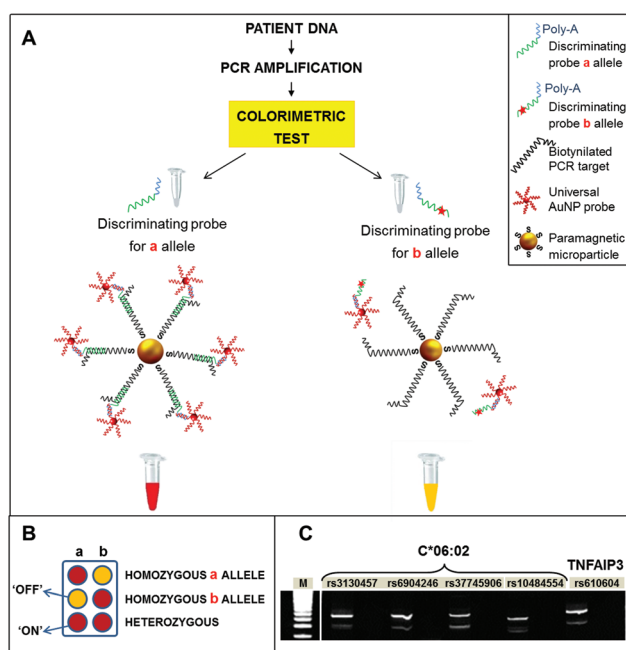 A
PATIENT DNA
PCR AMPLIFICATION
COLORIMETRIC
TEST
Discriminating probe
for a allele
Discriminating probe
for b allele
S
S
S
S
S
S
S
S
S
S
S
S
Poly-A
Discriminating
probe a allele
Poly-A
Discriminating
probe b allele
Biotynilated
PCR target
Universal
AuNP probe
S
S
S
S
S
S
Paramagnetic
microparticle
B
a b
HOMOZYGOUS a ALLELE
'OFF'
HOMOZYGOUS b ALLELE
'ON'
HETEROZYGOUS
C
C*06:02
TNFAIP3
M rs3130457 rs6904246 rs37745906 rs10484554 rs610604